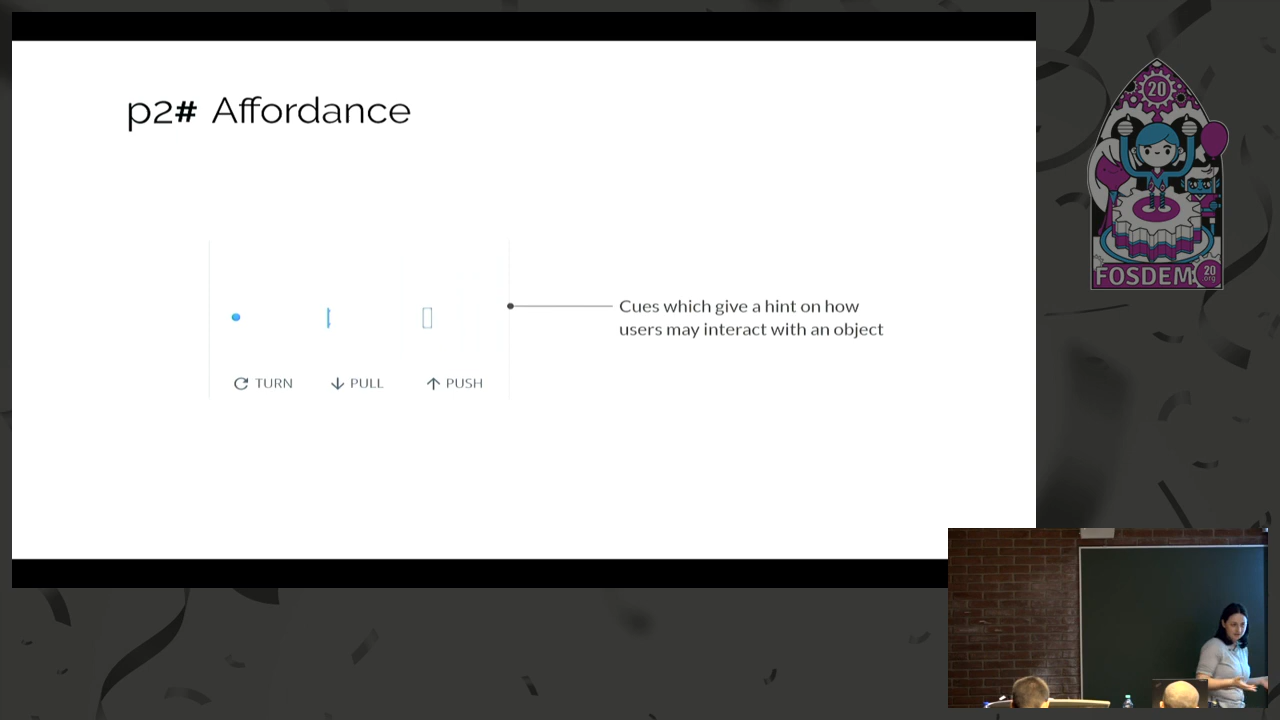 p2# Affordance
Cues which give a hint on how
users may interact with an object
TURN
PULL
PUSH
20
FOSDEM
20
.org